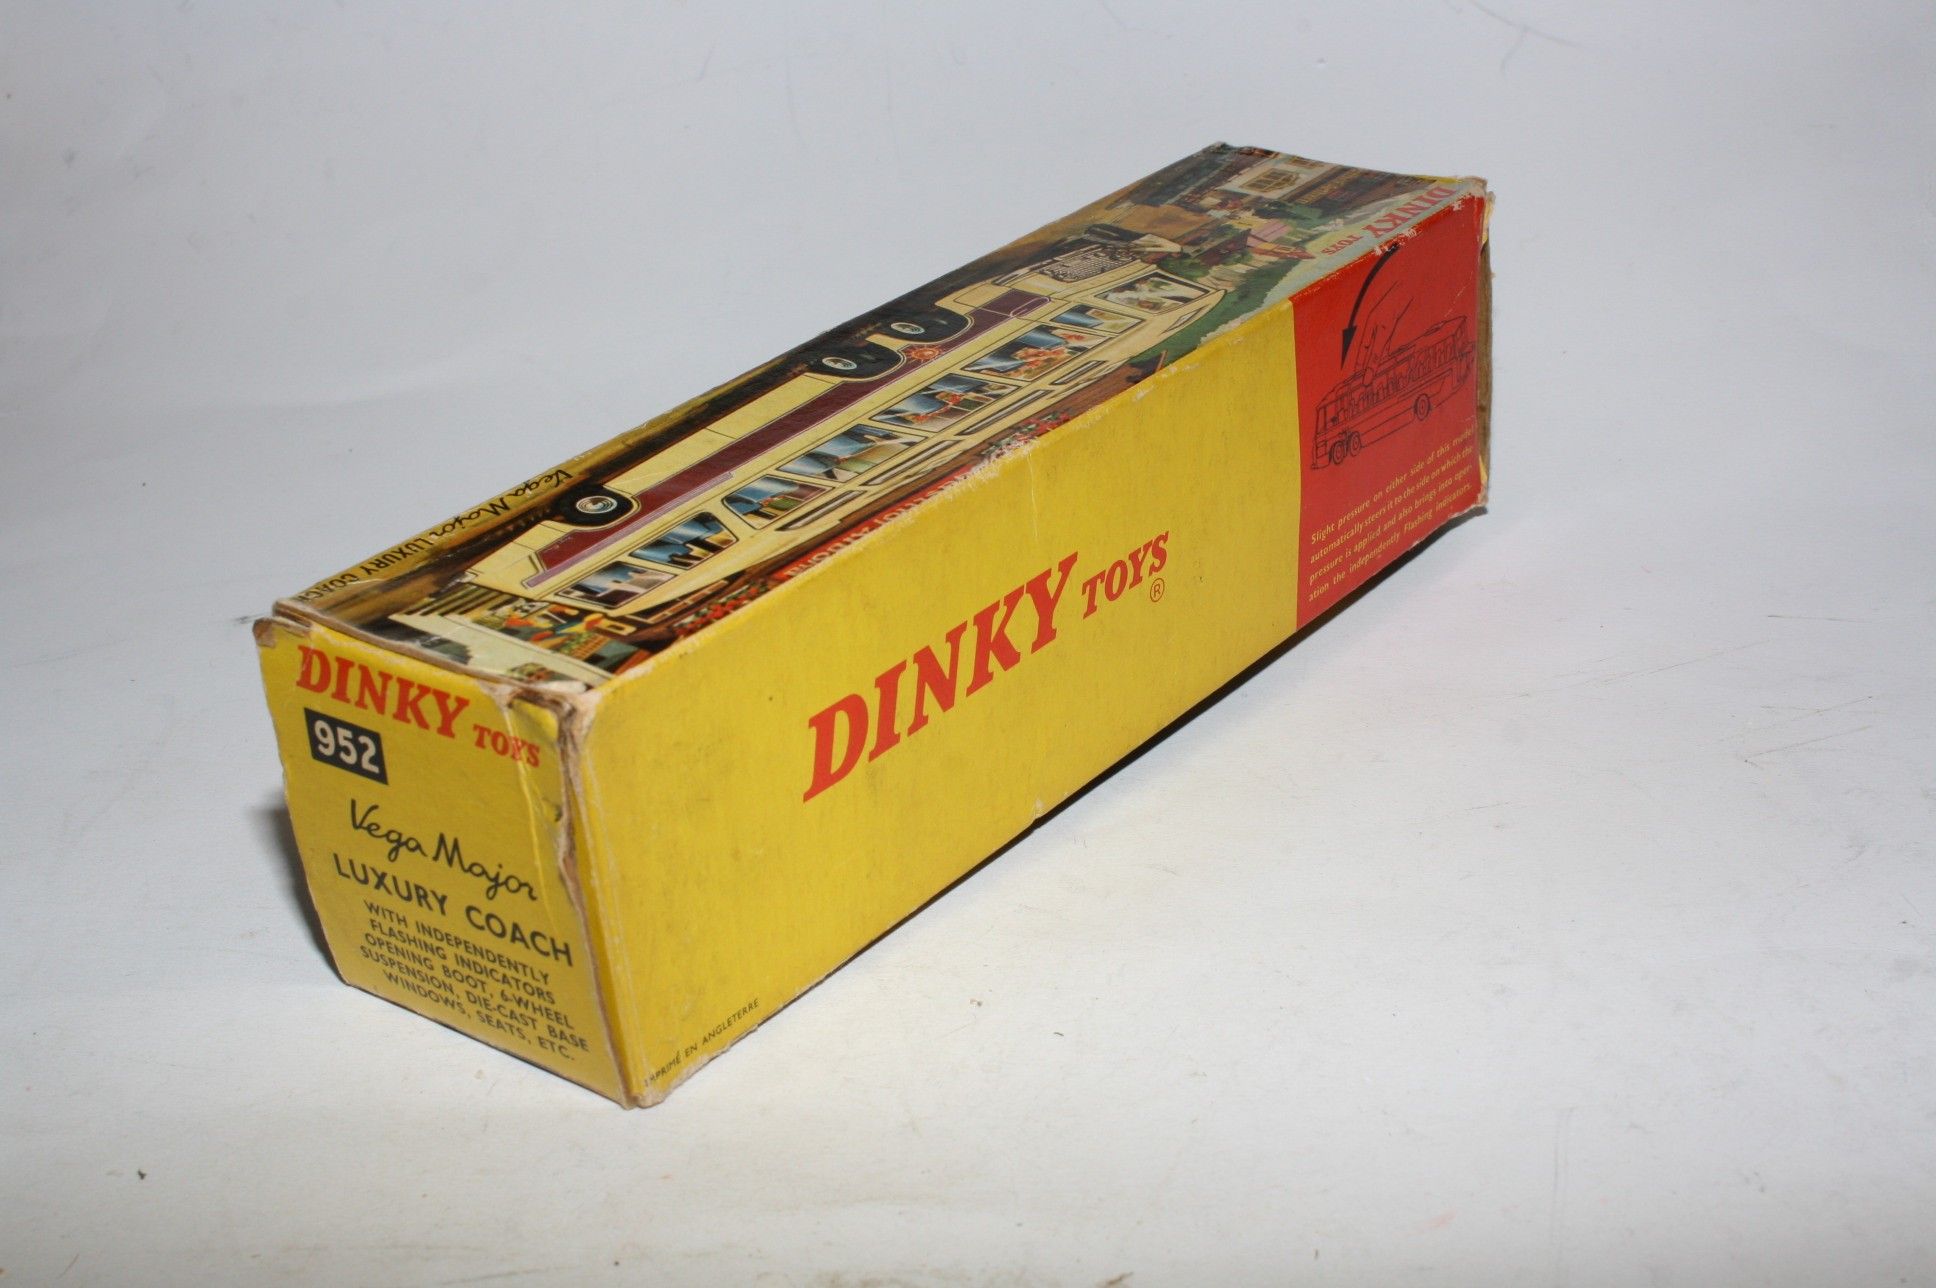 DINKY TOYS
952
Vega Major
LUXURY COACH
WITH INDEPENDENTLY
FLASHING INDICATORS
OPENING BOOT, 6-WHEEL
SUSPENSION, DIE-CAST BASE
WINDOWS, SEATS, ETC.
Vega Major LUXURY COACH
DINKY TOYS
DINKY TOYS®
IMPRIMÉ EN ANGLETERRE
Slight pressure on either side of this model
automatically steers it to the side on which the
pressure is applied and also brings into oper-
ation the independently Flashing indicators.